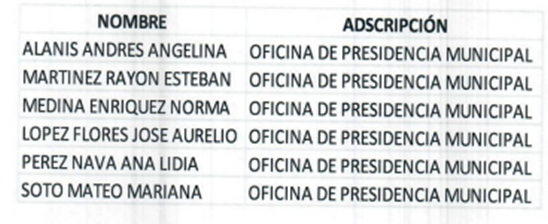 NOMBRE ADSCRIPCIÓN
ALANIS ANDRES ANGELINA OFICINA DE PRESIDENCIA MUNICIPAL
MARTINEZ RAYON ESTEBAN OFICINA DE PRESIDENCIA MUNICIPAL
MEDINA ENRIQUEZ NORMA OFICINA DE PRESIDENCIA MUNICIPAL
LOPEZ FLORES JOSE AURELIO OFICINA DE PRESIDENCIA MUNICIPAL
PEREZ NAVA ANA LIDIA OFICINA DE PRESIDENCIA MUNICIPAL
SOTO MATEO MARIANA OFICINA DE PRESIDENCIA MUNICIPAL